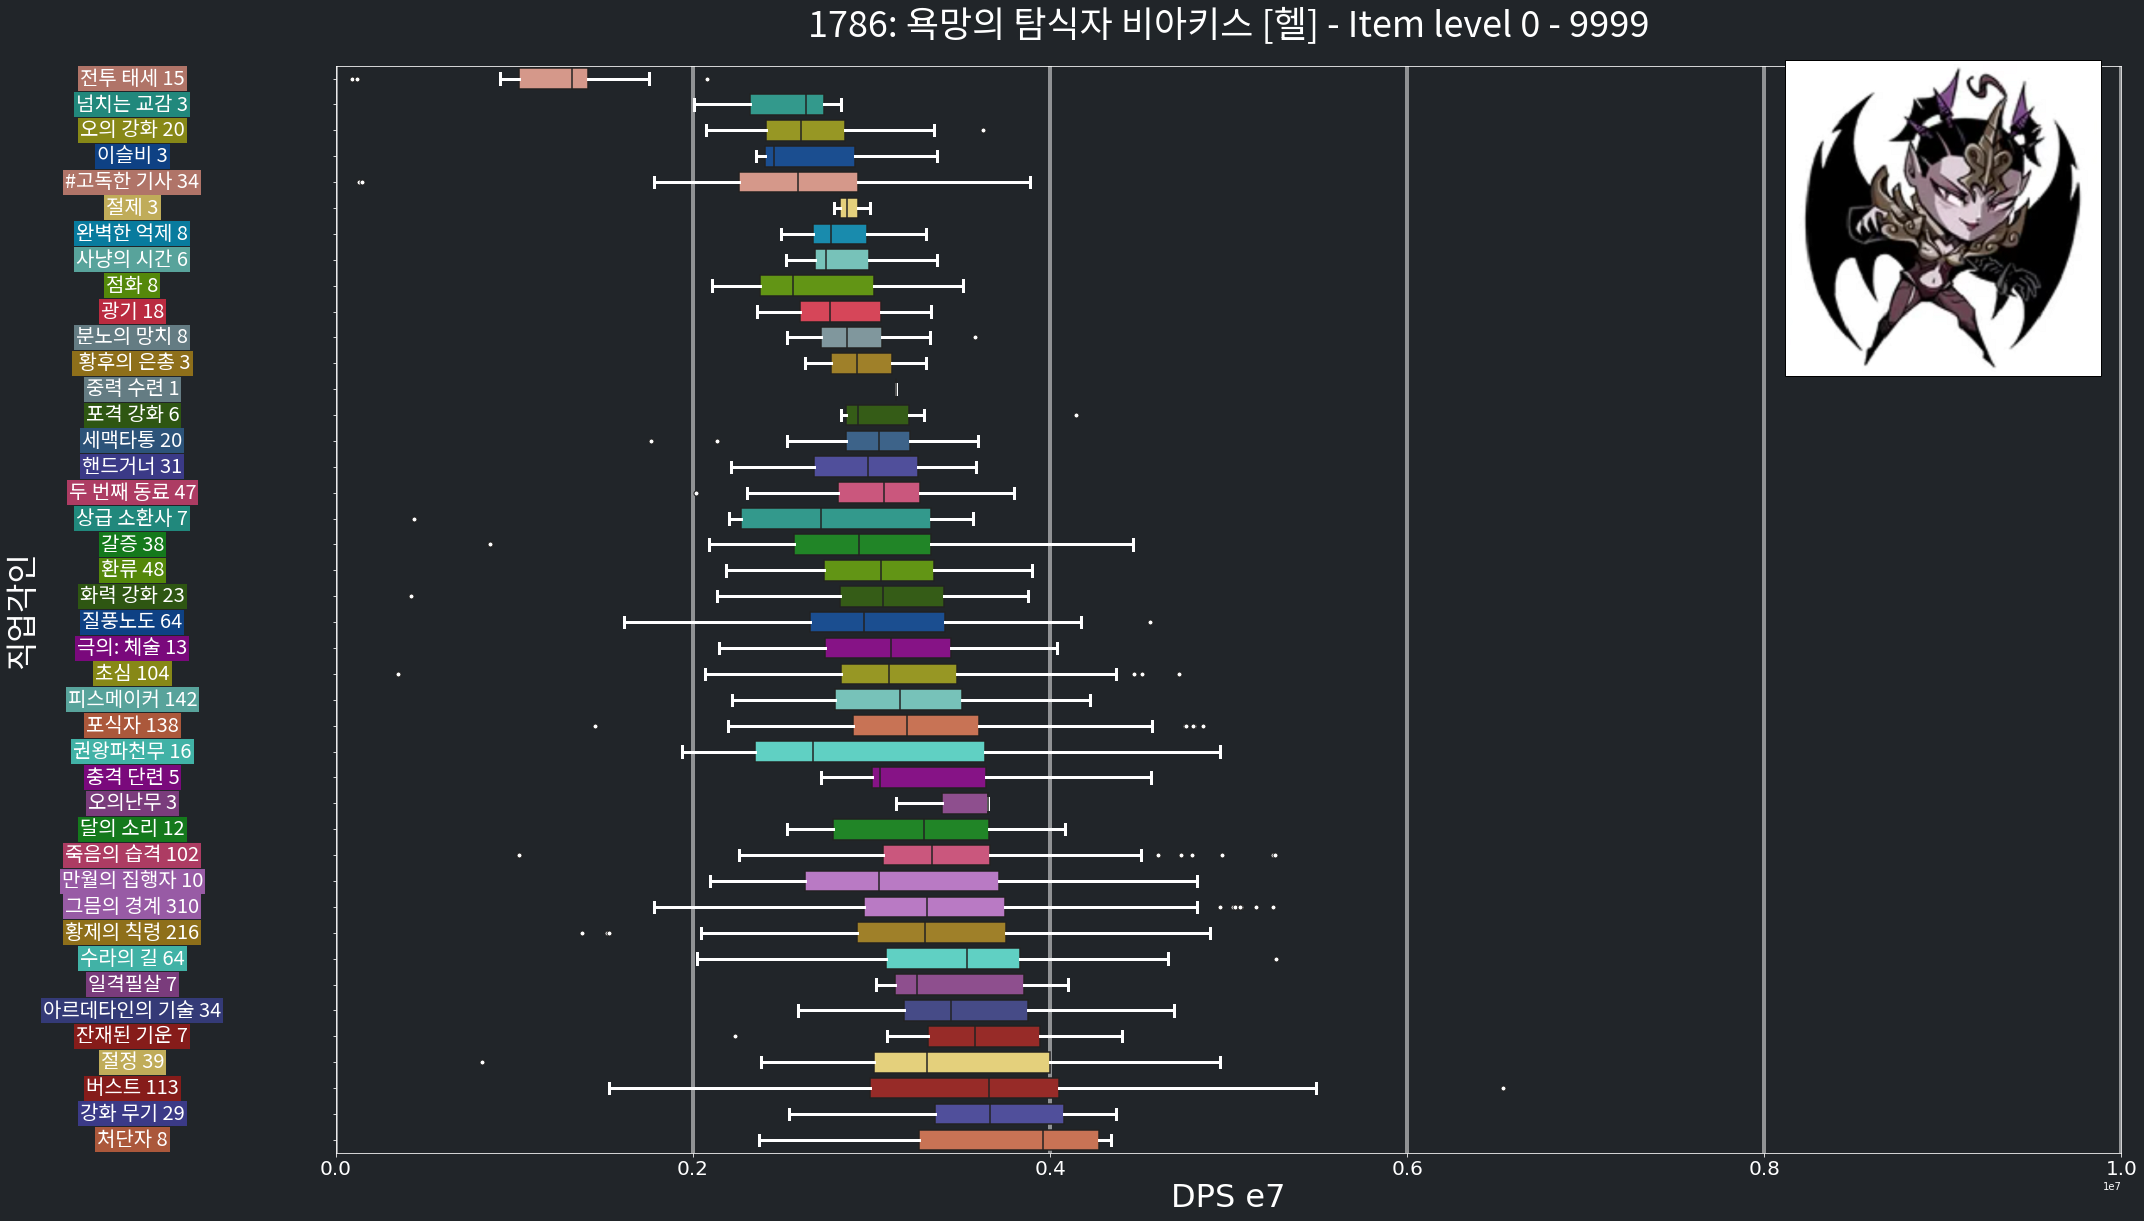 1786: 욕망의 탐식자 비아키스 [헬] - Item level 0 - 9999
직업각인
전투 태세 15
넘치는 교감 3
오의 강화 20
이슬비 3
#고독한 기사 34
절제 3
완벽한 억제 8
사냥의 시간 6
점화 8
광기 18
분노의 망치 8
황후의 은총 3
중력 수련 1
포격 강화 6
세맥타통 20
핸드거너 31
두 번째 동료 47
상급 소환사 7
갈증 38
환류 48
화력 강화 23
질풍노도 64
극의: 체술 13
초심 104
피스메이커 142
포식자 138
권왕파천무 16
충격 단련 5
오의난무 3
달의 소리 12
죽음의 습격 102
만월의 집행자 10
그믐의 경계 310
황제의 칙령 216
수라의 길 64
일격필살 7
아르데타인의 기술 34
잔재된 기운 7
절정 39
버스트 113
강화 무기 29
처단자 8
0.0 0.2 0.4 0.6 0.8 1.0
1e7
DPS e7